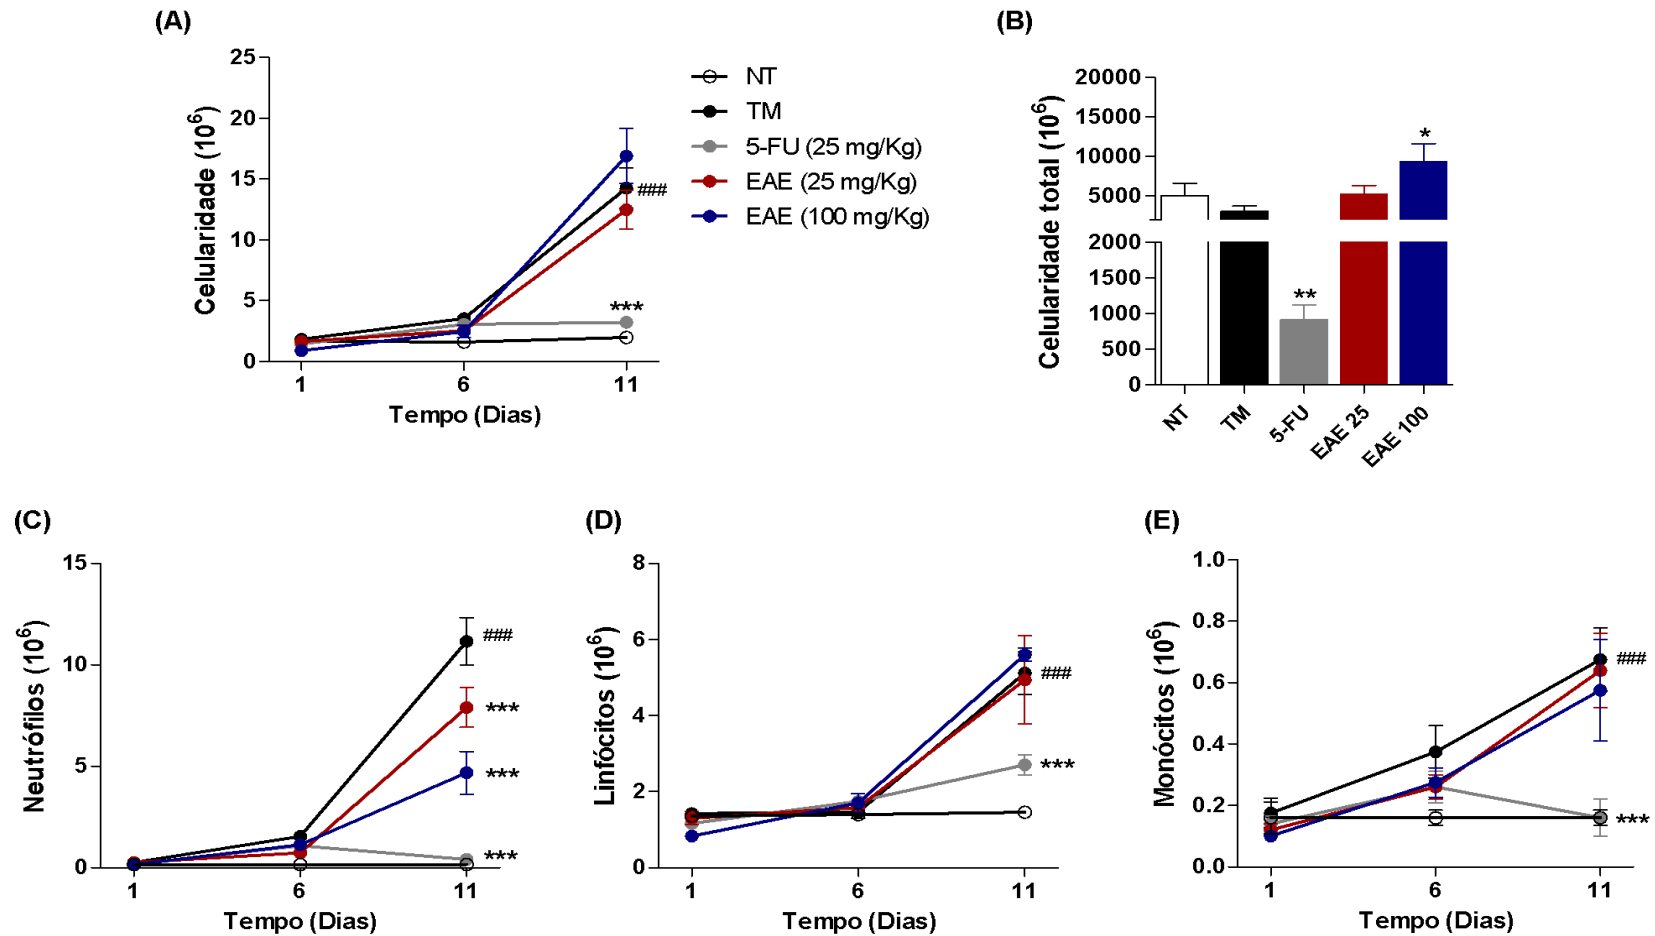 (A)
Celularidade (10⁶)
25
20
15
10
5
0
###
***
1 6 11
Tempo (Dias)
NT
TM
5-FU (25 mg/Kg)
EAE (25 mg/Kg)
EAE (100 mg/Kg)
(B)
Celularidade total (10⁶)
20000
15000
10000
5000
2000
1500
1000
500
0
**
*
NT TM 5-FU EAE 25 EAE 100
(C)
Neutrófilos (10⁶)
15
10
5
0
###
***
***
***
1 6 11
Tempo (Dias)
(D)
Linfócitos (10⁶)
8
6
4
2
0
###
***
1 6 11
Tempo (Dias)
(E)
Monócitos (10⁶)
1.0
0.8
0.6
0.4
0.2
0.0
###
***
1 6 11
Tempo (Dias)